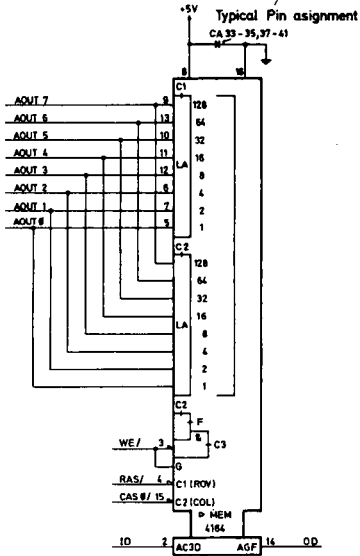 Typical Pin asignment
+5V
CA 33-35,37-41
8 16
C1
AOUT 7 9 128
AOUT 6 13 64
AOUT 5 10 32
AOUT 4 11 LA 16
AOUT 3 12 8
AOUT 2 6 4
AOUT 1 7 2
AOUT0 5 1
C2
128
64
32
LA 16
8
4
2
1
C2
F
&
WE/ 3 C3
G
RAS/ 4 C1 (ROV)
CAS 0/ 15 C2 (COL)
▷ MEM
4164
ID 2 AC3D AGF 14 OD